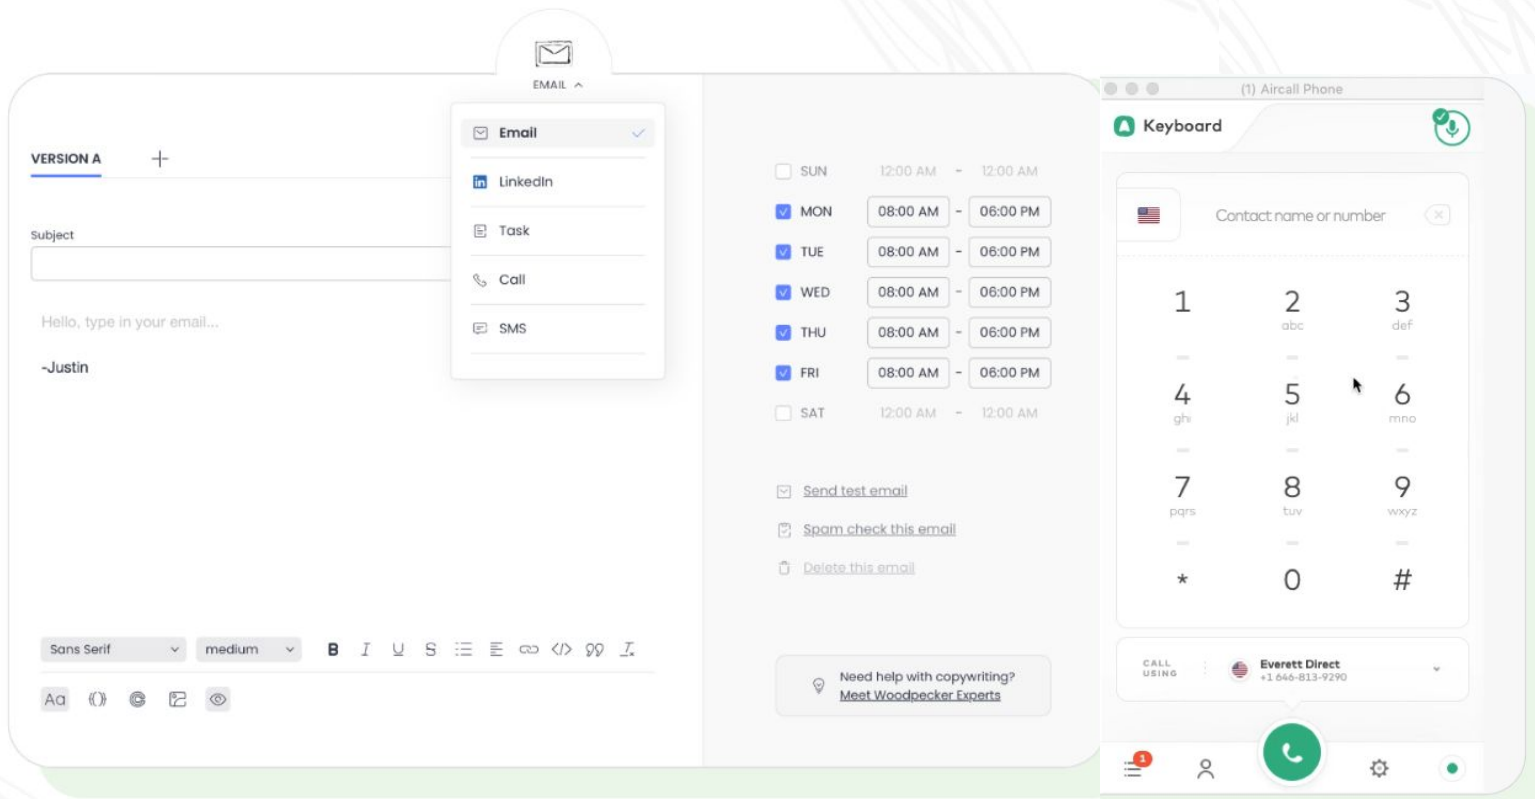 EMAIL
Email
LinkedIn
Task
Call
SMS
VERSION A
Subject
Hello, type in your email...
-Justin
Sans Serif
medium
B I U S
Aa
SUN 12:00 AM - 12:00 AM
MON 08:00 AM - 06:00 PM
TUE 08:00 AM - 06:00 PM
WED 08:00 AM - 06:00 PM
THU 08:00 AM - 06:00 PM
FRI 08:00 AM - 06:00 PM
SAT 12:00 AM - 12:00 AM
Send test email
Spam check this email
Delete this email
Need help with copywriting?
Meet Woodpecker Experts
(1) Aircall Phone
Keyboard
Contact name or number
1 2 3
abc def
4 5 6
ghi jkl mno
7 8 9
pqrs tuv wxyz
* 0 #
CALL
USING
Everett Direct
+1 646-813-9290
1